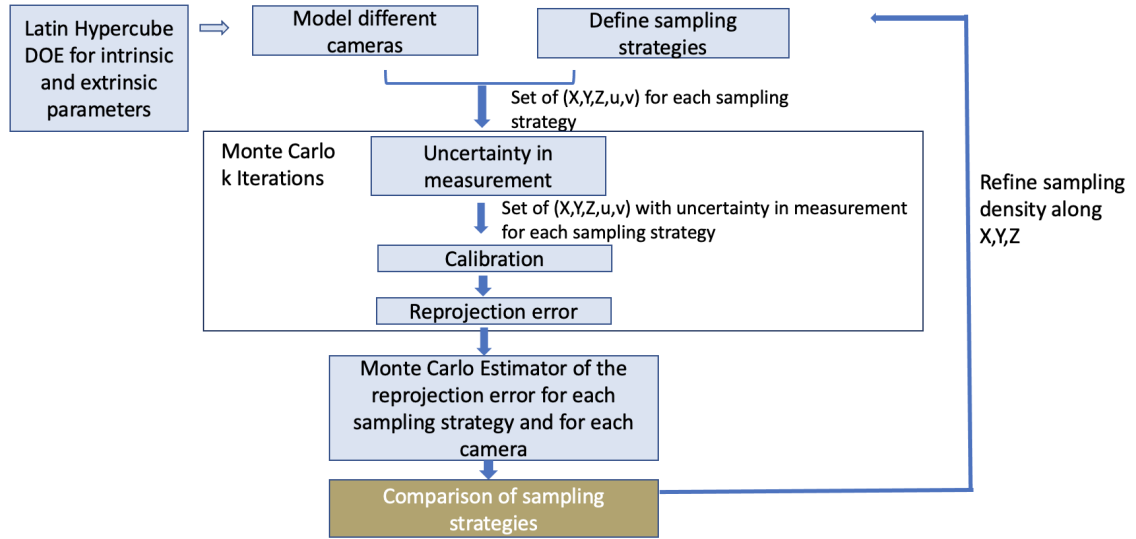 Latin Hypercube
DOE for intrinsic
and extrinsic
parameters
Model different
cameras
Define sampling
strategies
Set of (X,Y,Z,u,v) for each sampling
strategy
Monte Carlo
k Iterations
Uncertainty in
measurement
Set of (X,Y,Z,u,v) with uncertainty in measurement
for each sampling strategy
Calibration
Reprojection error
Monte Carlo Estimator of the
reprojection error for each
sampling strategy and for each
camera
Comparison of sampling
strategies
Refine sampling
density along
X,Y,Z